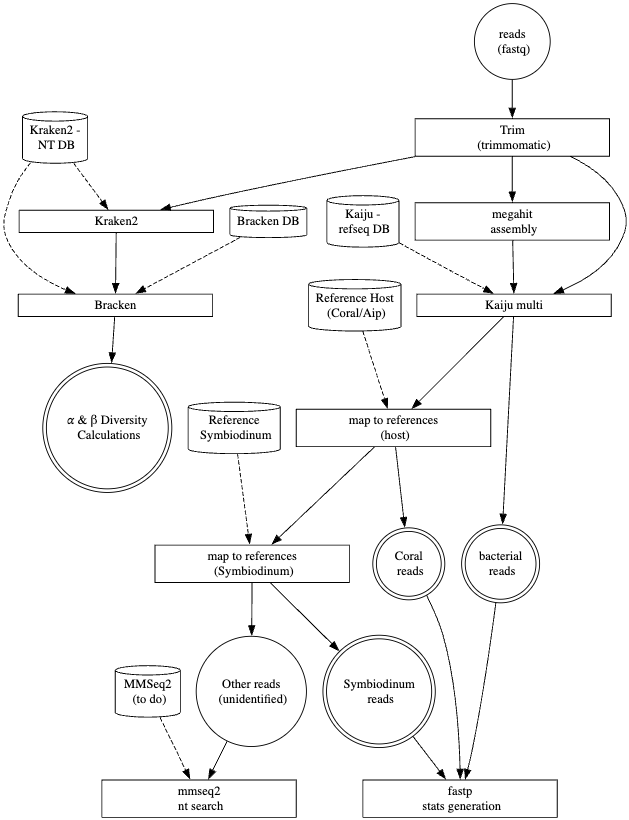 reads
(fastq)
Kraken2 -
NT DB
Trim
(trimmomatic)
Kraken2
Bracken DB
Kaiju -
refseq DB
megahit
assembly
Bracken
Reference Host
(Coral/Aip)
Kaiju multi
α & β Diversity
Calculations
Reference
Symbiodinum
map to references
(host)
map to references
(Symbiodinum)
Coral
reads
bacterial
reads
MMSeq2
(to do)
Other reads
(unidentified)
Symbiodinum
reads
mmseq2
nt search
fastp
stats generation